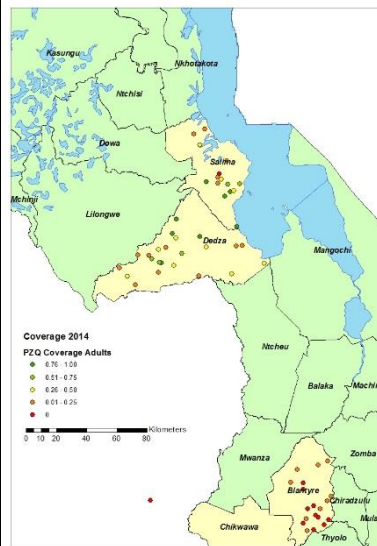 Kasungu
Nkhotakota
Ntchisi
Dowa
Salima
Mchinji
Lilongwe
Dedza
Mangochi
Coverage 2014
PZQ Coverage Adults
0.76 - 1.00
0.51 - 0.75
0.26 - 0.50
0.01 - 0.25
0
Kilometers
0 10 20 40 60 80
Ntcheu
Balaka
Machi
Mwanza
Zomba
Blantyre
Chiradzulu
Mula
Chikwawa
Thyolo